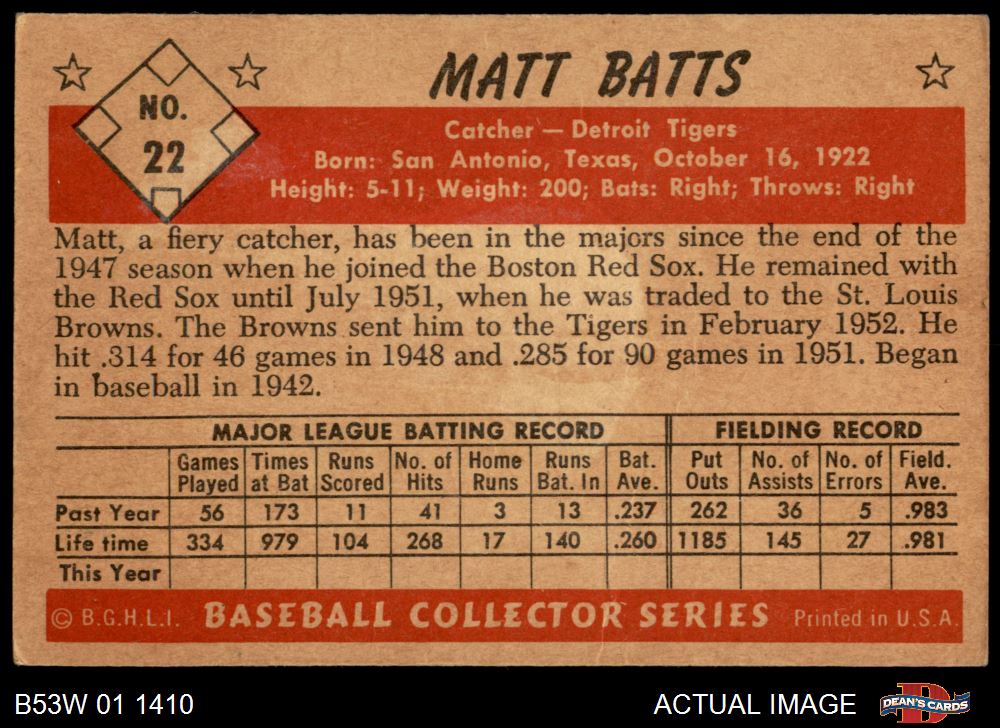 NO.
22
MATT BATTS
Catcher — Detroit Tigers
Born: San Antonio, Texas, October 16, 1922
Height: 5-11; Weight: 200; Bats: Right; Throws: Right
Matt, a fiery catcher, has been in the majors since the end of the
1947 season when he joined the Boston Red Sox. He remained with
the Red Sox until July 1951, when he was traded to the St. Louis
Browns. The Browns sent him to the Tigers in February 1952. He
hit .314 for 46 games in 1948 and .285 for 90 games in 1951. Began
in baseball in 1942.
MAJOR LEAGUE BATTING RECORD FIELDING RECORD
Games Times Runs No. of Home Runs Bat. Put No. of No. of Field.
Played at Bat Scored Hits Runs Bat. In Ave. Outs Assists Errors Ave.
Past Year 56 173 11 41 3 13 .237 262 36 5 .983
Life time 334 979 104 268 17 140 .260 1185 145 27 .981
This Year
© B.G.H.L.I. BASEBALL COLLECTOR SERIES Printed in U.S.A.
B53W 01 1410 ACTUAL IMAGE DEAN'S CARDS